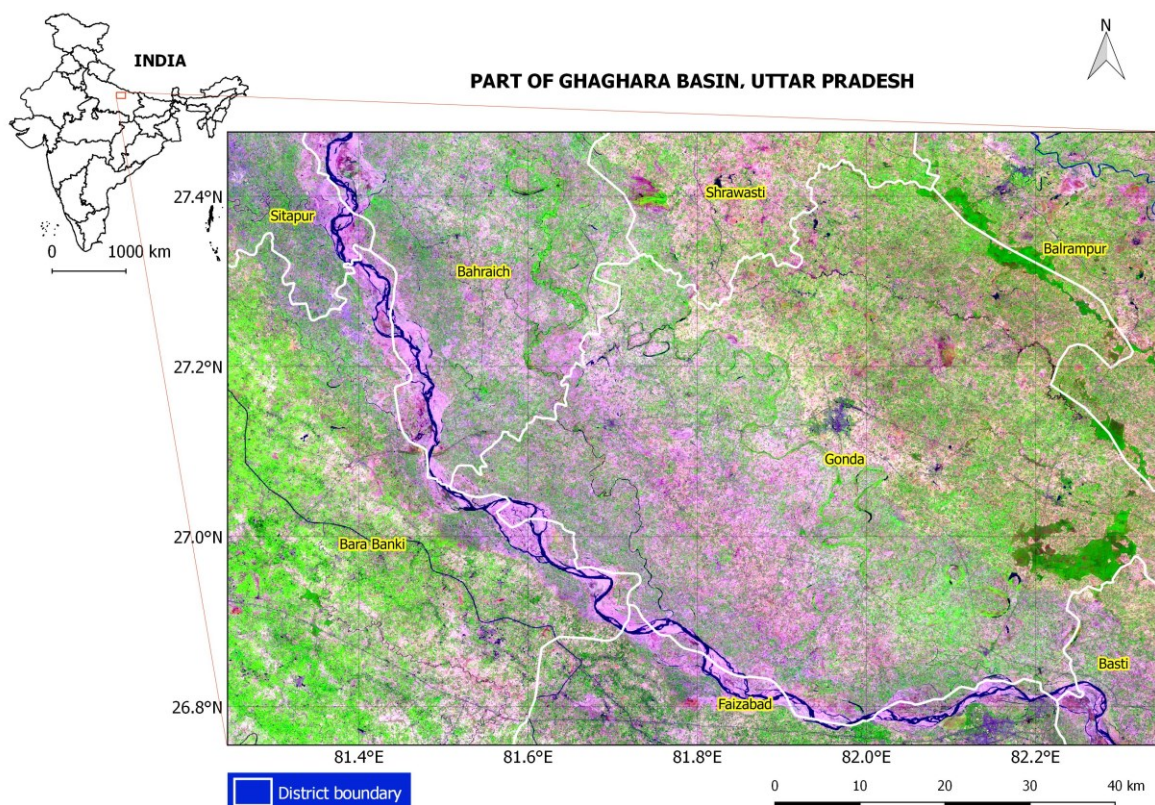 N
INDIA
PART OF GHAGHARA BASIN, UTTAR PRADESH
0 1000 km
27.4°N
27.2°N
27.0°N
26.8°N
Sitapur
Shrawasti
Bahraich
Balrampur
Gonda
Bara Banki
Basti
Faizabad
81.4°E 81.6°E 81.8°E 82.0°E 82.2°E
District boundary
0 10 20 30 40 km